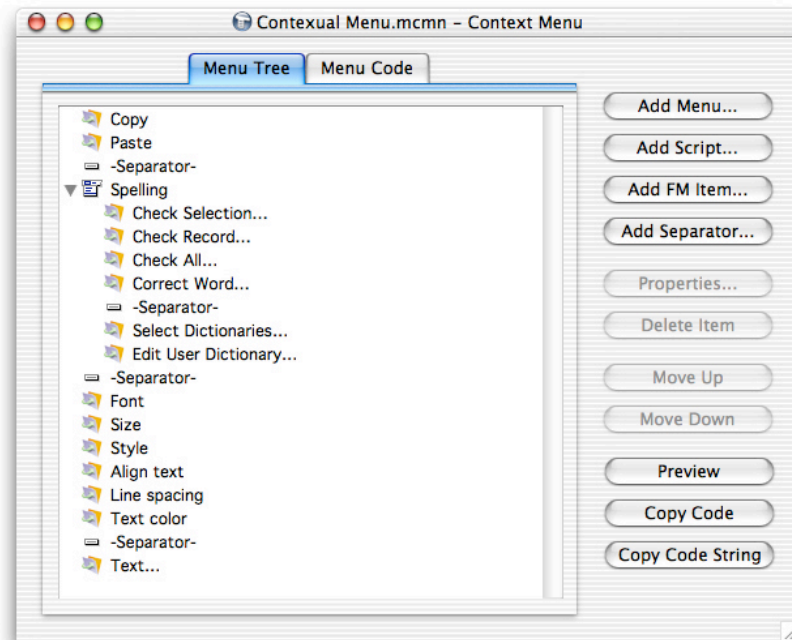 Contexual Menu.mcmn – Context Menu
Menu Tree
Menu Code
Copy
Paste
-Separator-
Spelling
Check Selection...
Check Record...
Check All...
Correct Word...
-Separator-
Select Dictionaries...
Edit User Dictionary...
-Separator-
Font
Size
Style
Align text
Line spacing
Text color
-Separator-
Text...
Add Menu...
Add Script...
Add FM Item...
Add Separator...
Properties...
Delete Item
Move Up
Move Down
Preview
Copy Code
Copy Code String